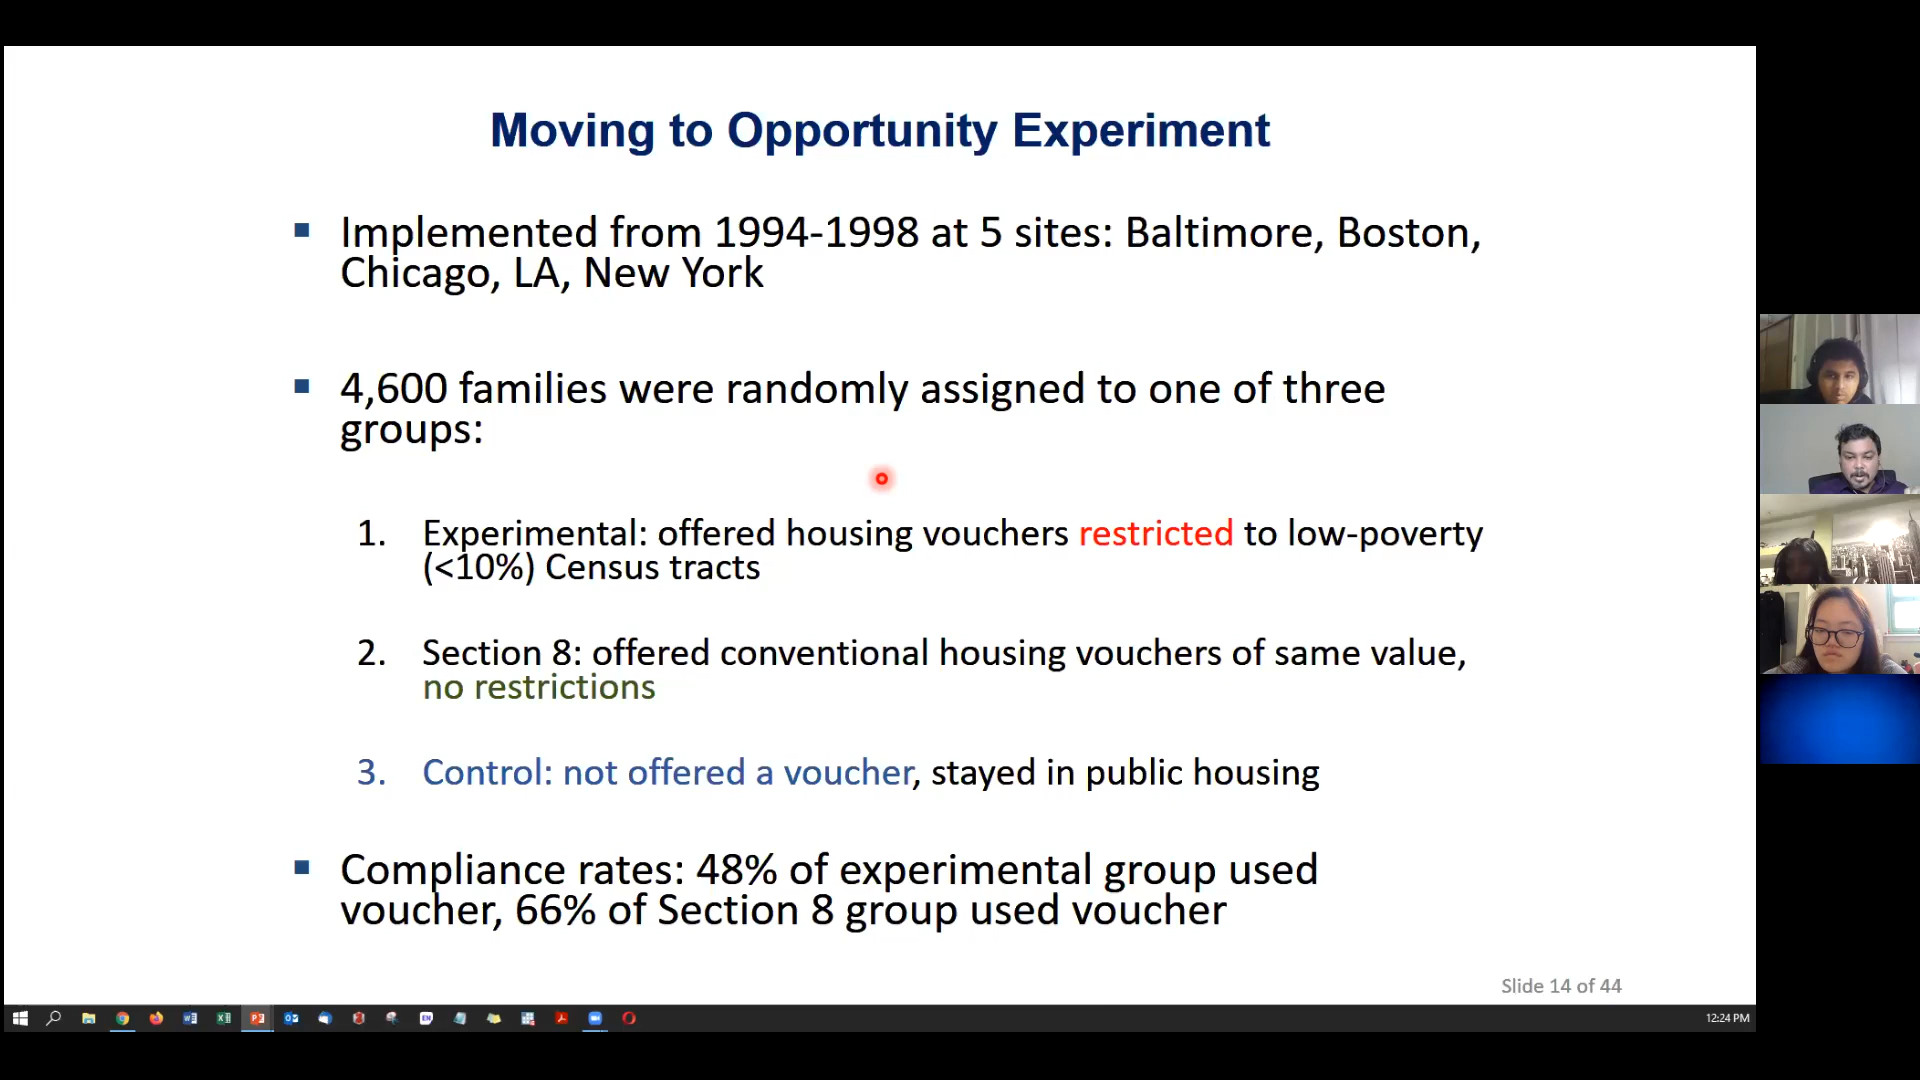 Moving to Opportunity Experiment
Implemented from 1994-1998 at 5 sites: Baltimore, Boston,
Chicago, LA, New York
4,600 families were randomly assigned to one of three
groups:
1. Experimental: offered housing vouchers restricted to low-poverty
(<10%) Census tracts
2. Section 8: offered conventional housing vouchers of same value,
no restrictions
3. Control: not offered a voucher, stayed in public housing
Compliance rates: 48% of experimental group used
voucher, 66% of Section 8 group used voucher
Slide 14 of 44
12:24 PM